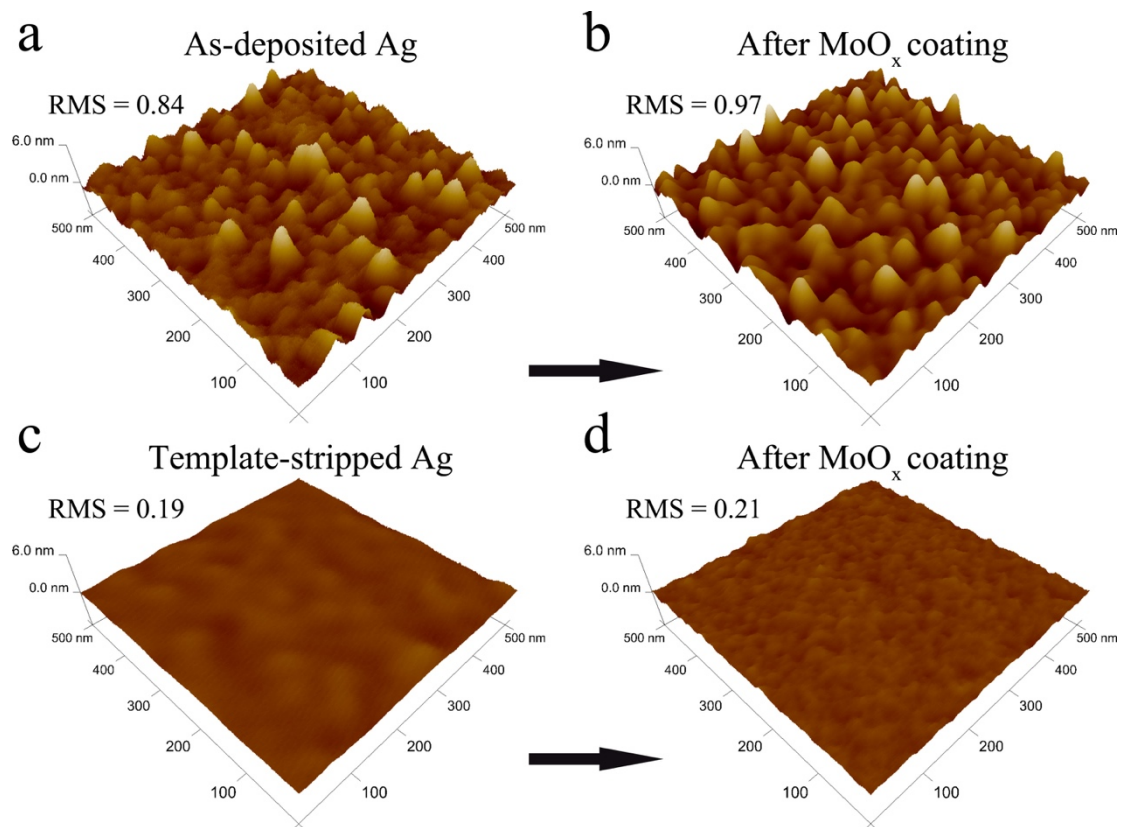 a
As-deposited Ag
RMS = 0.84
6.0 nm
0.0 nm
500 nm
400
300
200
100
100
200
300
400
500 nm
b
After MoOₓ coating
RMS = 0.97
6.0 nm
0.0 nm
500 nm
400
300
200
100
100
200
300
400
500 nm
c
Template-stripped Ag
RMS = 0.19
6.0 nm
0.0 nm
500 nm
400
300
200
100
100
200
300
400
500 nm
d
After MoOₓ coating
RMS = 0.21
6.0 nm
0.0 nm
500 nm
400
300
200
100
100
200
300
400
500 nm